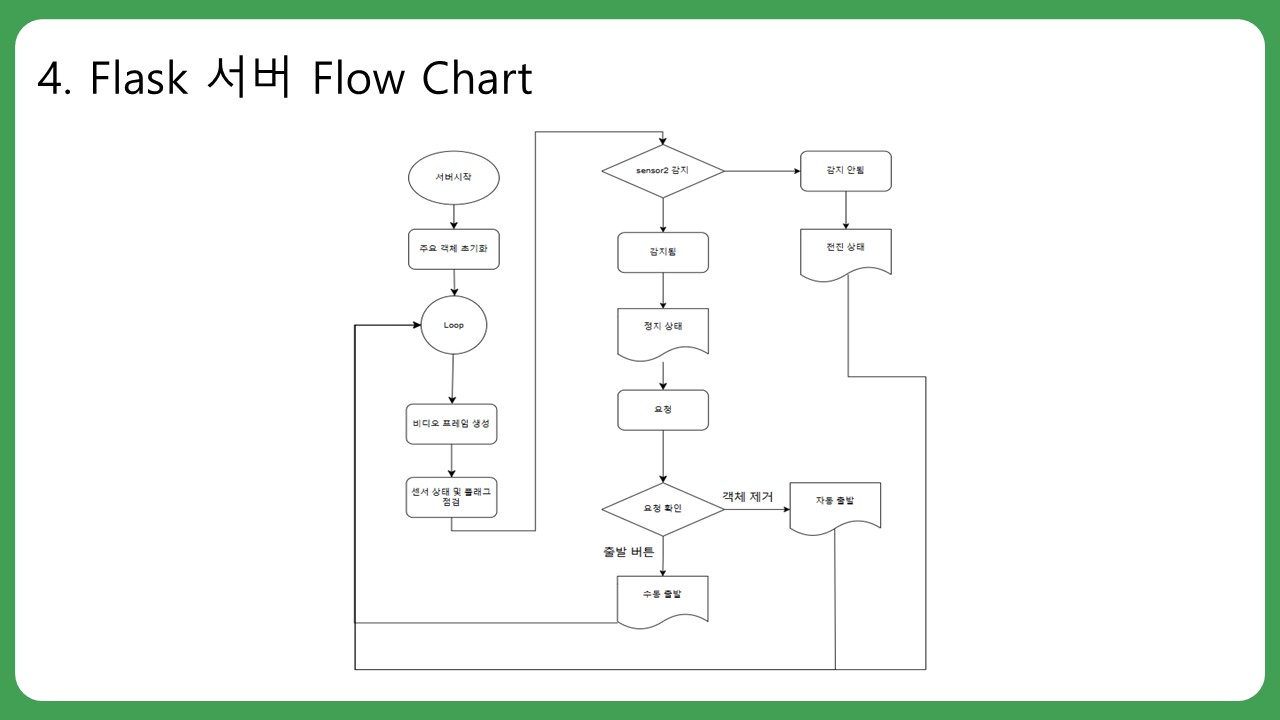 4. Flask 서버 Flow Chart
서버시작
주요 객체 초기화
Loop
비디오 프레임 생성
센서 상태 및 플래그
점검
sensor2 감지
감지 안됨
전진 상태
감지됨
정지 상태
요청
요청 확인
객체 제거
자동 출발
출발 버튼
수동 출발